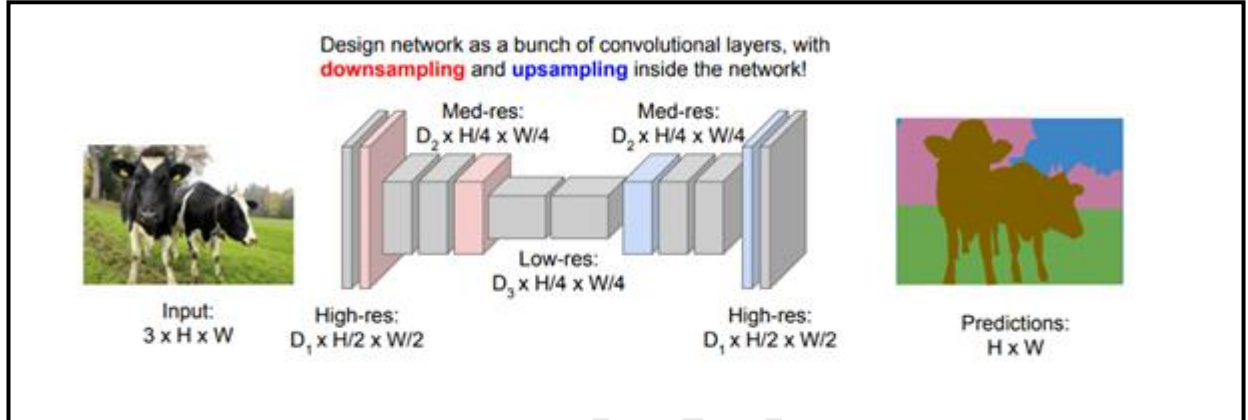 Design network as a bunch of convolutional layers, with
downsampling and upsampling inside the network!
Med-res:
D₂ x H/4 x W/4
Med-res:
D₂ x H/4 x W/4
Low-res:
D₃ x H/4 x W/4
Input:
3 x H x W
High-res:
D₁ x H/2 x W/2
High-res:
D₁ x H/2 x W/2
Predictions:
H x W